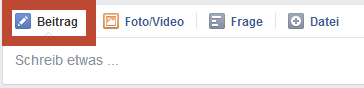 Beitrag Foto/Video Frage Datei
Schreib etwas ...